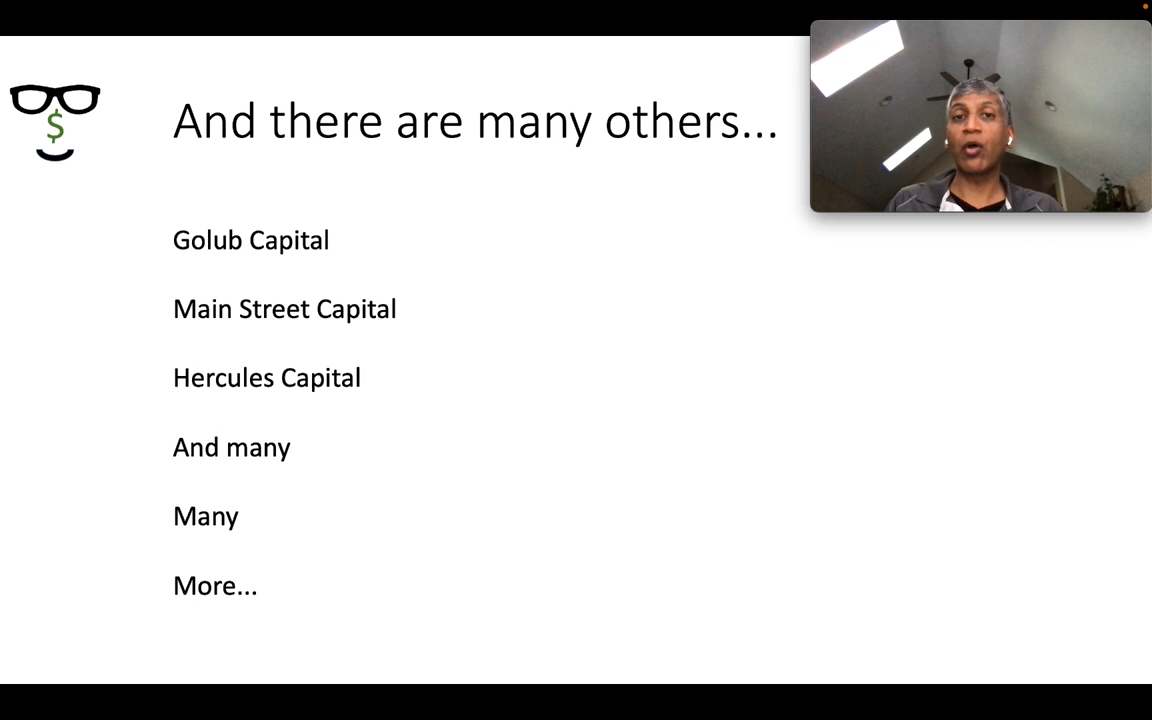 $
And there are many others...
Golub Capital
Main Street Capital
Hercules Capital
And many
Many
More...